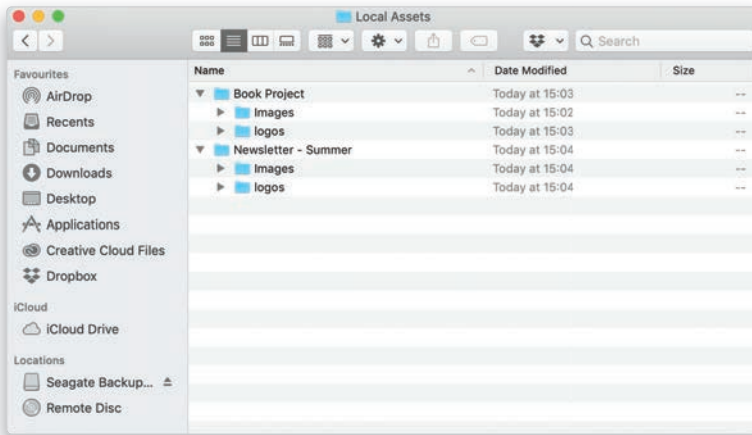 Local Assets
Search
Favourites
AirDrop
Recents
Documents
Downloads
Desktop
Applications
Creative Cloud Files
Dropbox
iCloud
iCloud Drive
Locations
Seagate Backup...
Remote Disc
Name Date Modified Size
Book Project Today at 15:03 --
Images Today at 15:02 --
logos Today at 15:03 --
Newsletter - Summer Today at 15:04 --
Images Today at 15:04 --
logos Today at 15:04 --